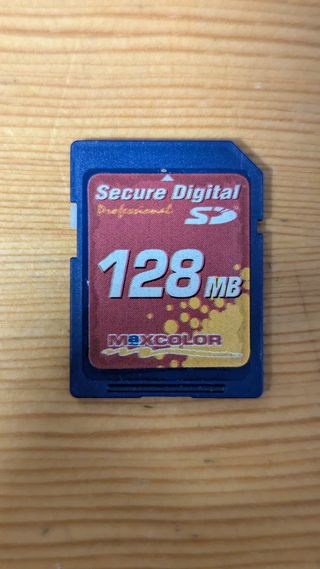 Secure Digital
Professional SD
128 MB
MaXCOLOR